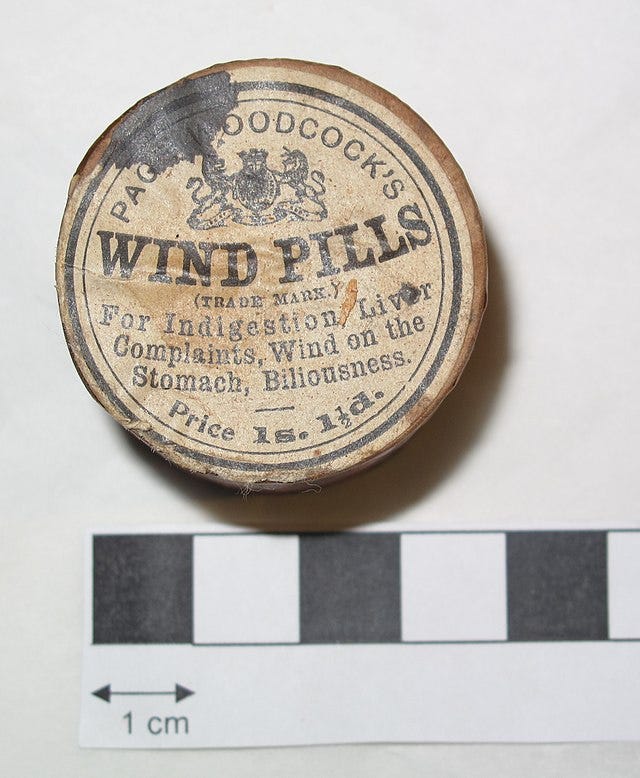 OODCOCK'S
WIND PILLS
(TRADE MARK.)
For Indigestion, Liver
Complaints, Wind on the
Stomach, Biliousness.
Price 1s. 1½d.
1 cm